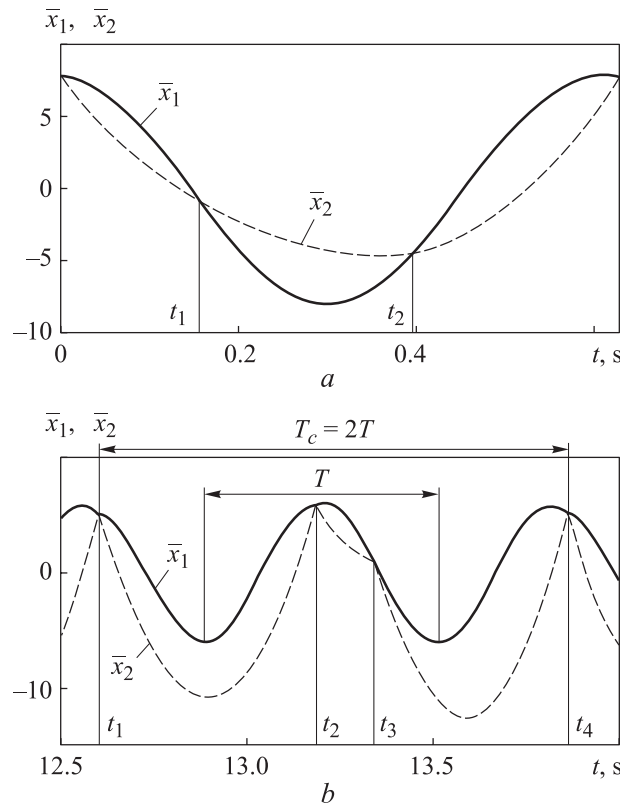 x̅₁, x̅₂
x̅₁
5
0
x̅₂
–5
t₁
t₂
–10
0
0.2
0.4
t, s
a
x̅₁, x̅₂
T_c = 2T
T
x̅₁
0
x̅₂
–10
t₁
t₂
t₃
t₄
12.5
13.0
13.5
t, s
b